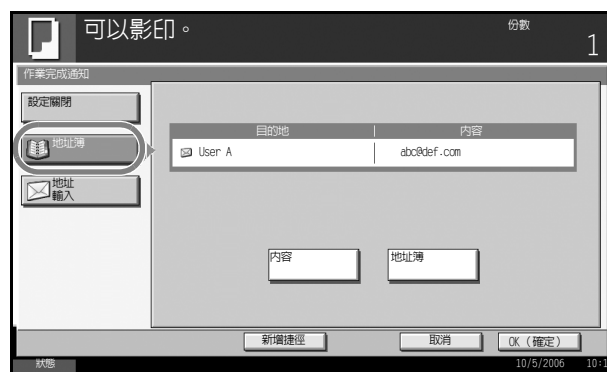 可以影印。
份數
1
作業完成通知
設定關閉
地址簿
地址
輸入
目的地 內容
User A abc@def.com
內容 地址簿
新增捷徑 取消 OK（確定）
狀態 10/5/2006 10:1